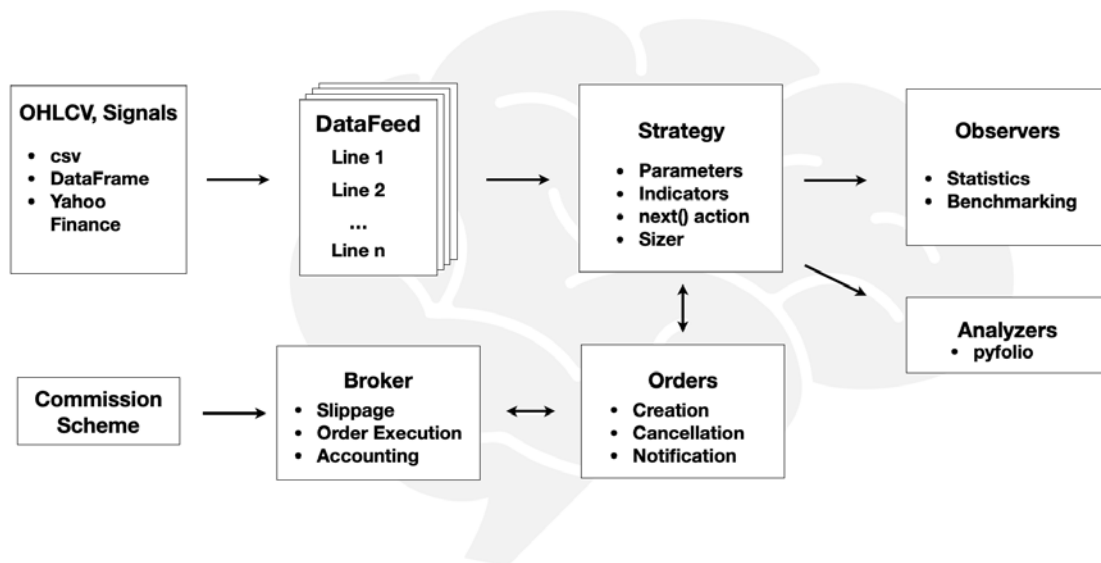 OHLCV, Signals
• csv
• DataFrame
• Yahoo
Finance
DataFeed
Line 1
Line 2
...
Line n
Strategy
• Parameters
• Indicators
• next() action
• Sizer
Observers
• Statistics
• Benchmarking
Analyzers
• pyfolio
Commission
Scheme
Broker
• Slippage
• Order Execution
• Accounting
Orders
• Creation
• Cancellation
• Notification